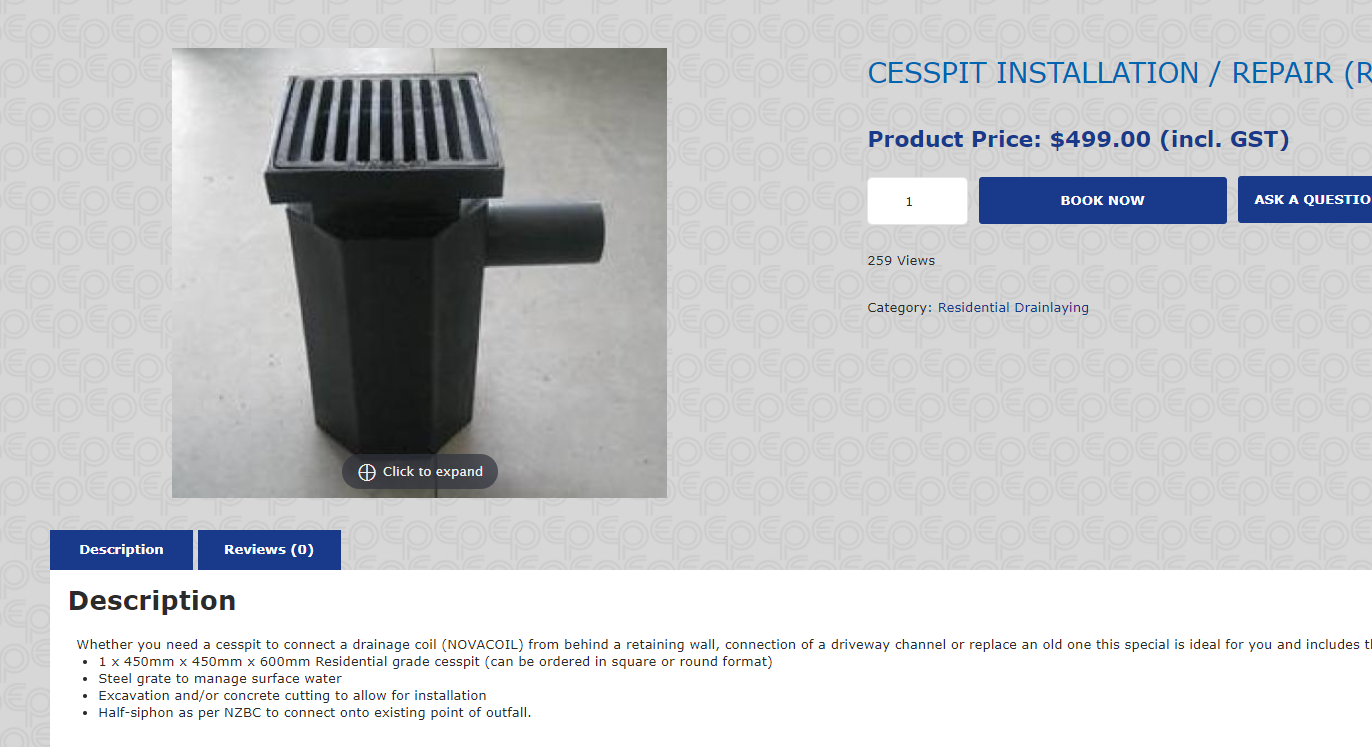 CESSPIT INSTALLATION / REPAIR (R
Product Price: $499.00 (incl. GST)
1
BOOK NOW
ASK A QUESTIO
259 Views
Category: Residential Drainlaying
Click to expand
Description
Reviews (0)
Description
Whether you need a cesspit to connect a drainage coil (NOVACOIL) from behind a retaining wall, connection of a driveway channel or replace an old one this special is ideal for you and includes t
• 1 x 450mm x 450mm x 600mm Residential grade cesspit (can be ordered in square or round format)
• Steel grate to manage surface water
• Excavation and/or concrete cutting to allow for installation
• Half-siphon as per NZBC to connect onto existing point of outfall.